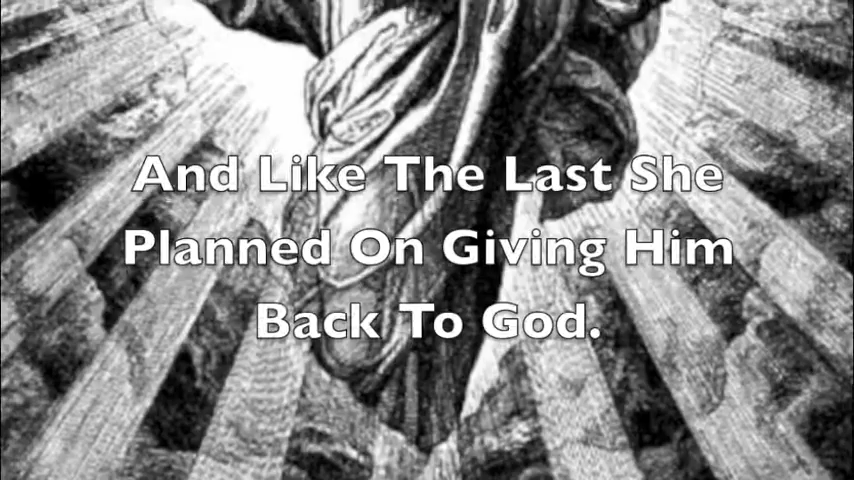 And Like The Last She
Planned On Giving Him
Back To God.